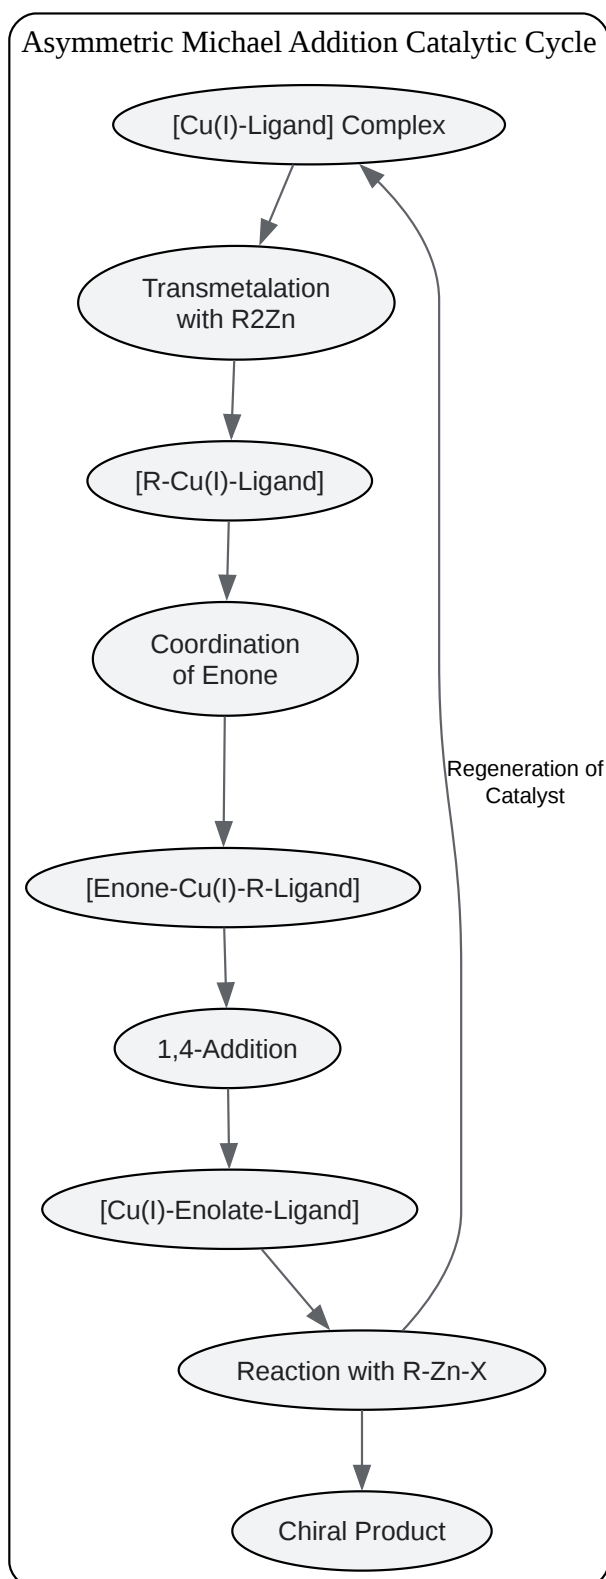 Asymmetric Michael Addition Catalytic Cycle
[Cu(I)-Ligand] Complex
Transmetalation
with R2Zn
[R-Cu(I)-Ligand]
Coordination
of Enone
Regeneration of
Catalyst
[Enone-Cu(I)-R-Ligand]
1,4-Addition
[Cu(I)-Enolate-Ligand]
Reaction with R-Zn-X
Chiral Product